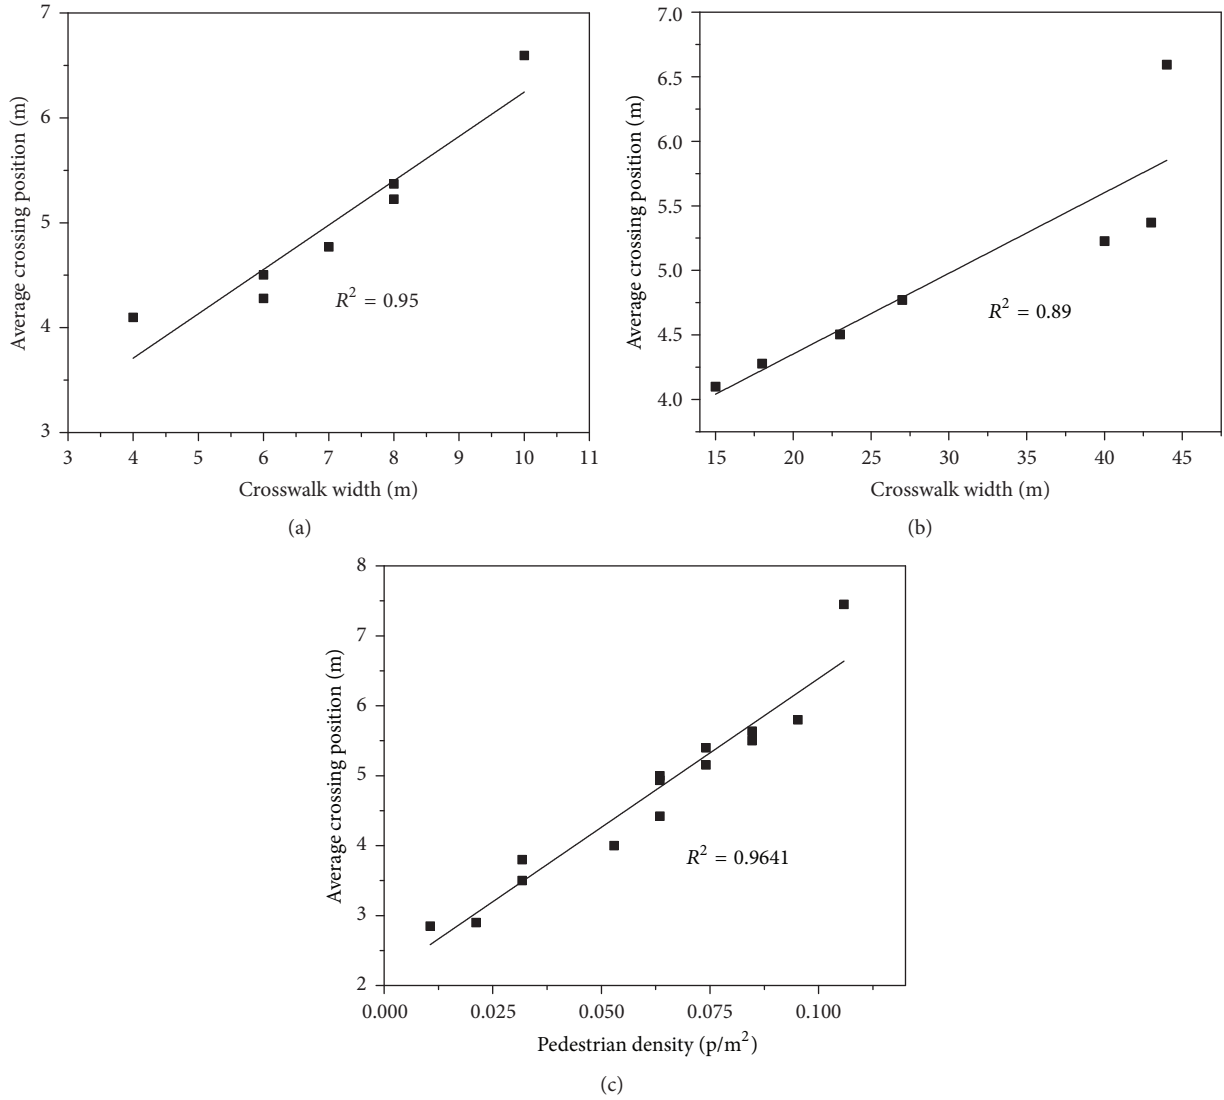 7
6
5
4
3
Average crossing position (m)
R² = 0.95
3 4 5 6 7 8 9 10 11
Crosswalk width (m)
(a)
7.0
6.5
6.0
5.5
5.0
4.5
4.0
Average crossing position (m)
R² = 0.89
15 20 25 30 35 40 45
Crosswalk width (m)
(b)
8
7
6
5
4
3
2
Average crossing position (m)
R² = 0.9641
0.000 0.025 0.050 0.075 0.100
Pedestrian density (p/m²)
(c)